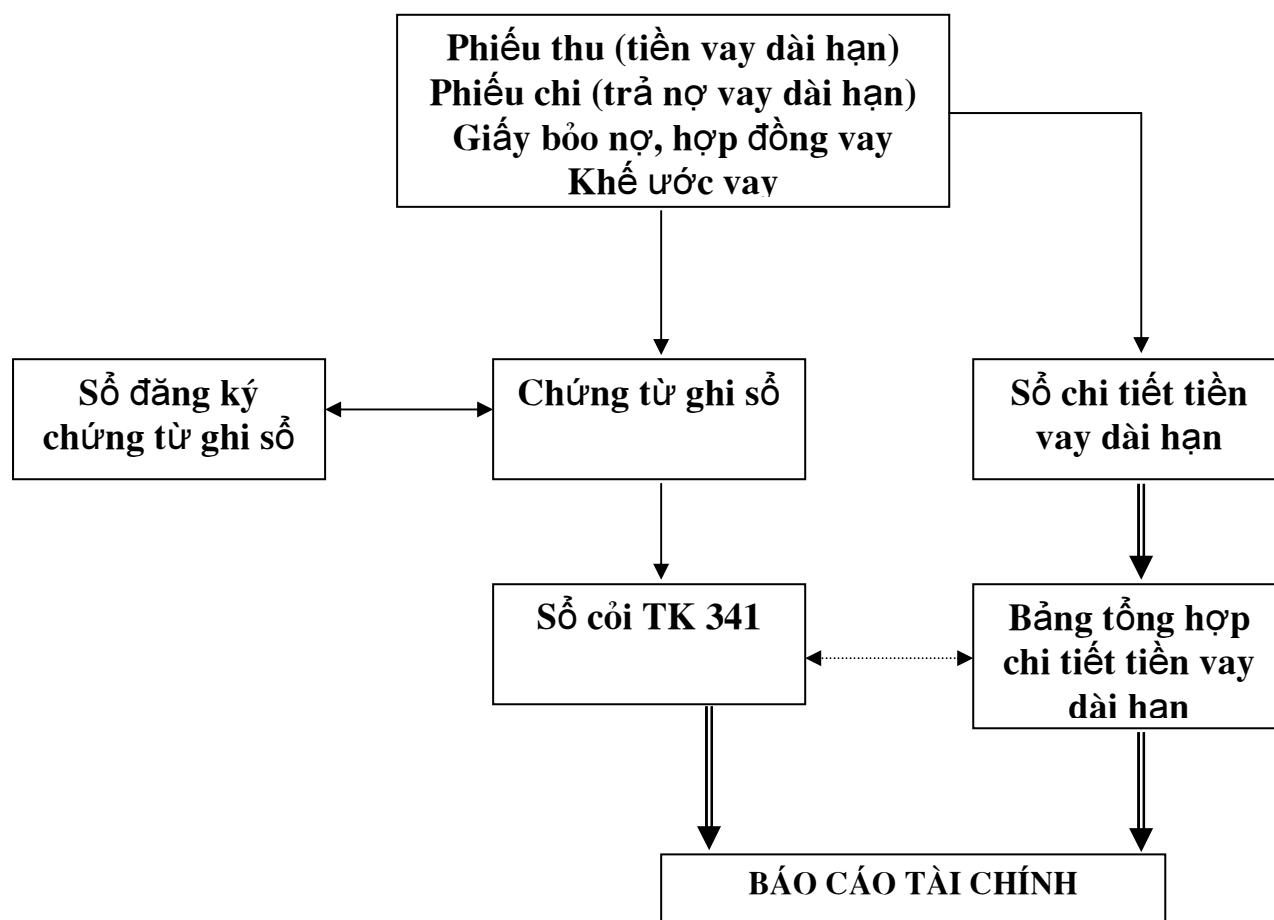 Phiếu thu (tiền vay dài hạn)
Phiếu chi (trả nợ vay dài hạn)
Giấy bỏo nợ, hợp đồng vay
Khế ước vay
Sổ đăng ký
chứng từ ghi sổ
Chứng từ ghi sổ
Sổ chi tiết tiền
vay dài hạn
Sổ cỏi TK 341
Bảng tổng hợp
chi tiết tiền vay
dài hạn
BÁO CÁO TÀI CHÍNH